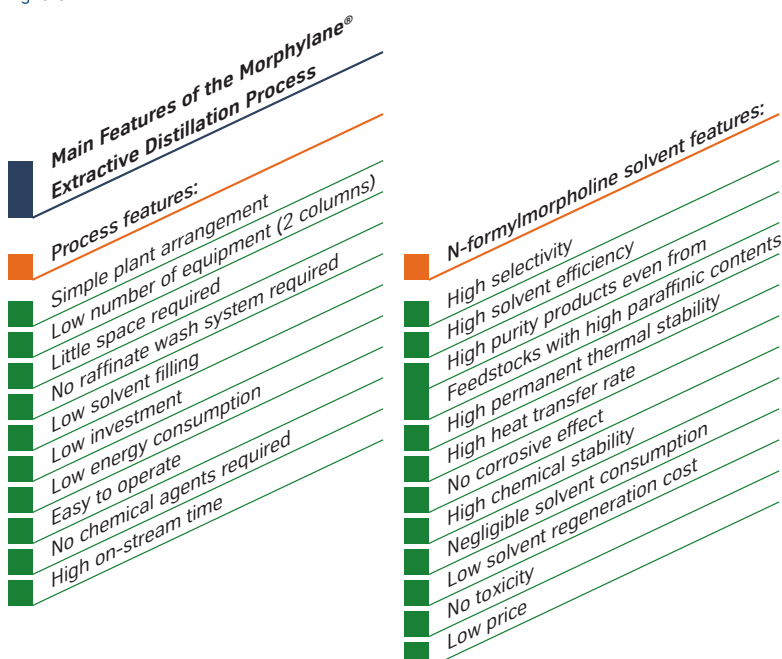 Main Features of the Morphylane®
Extractive Distillation Process
Process features:
Simple plant arrangement
Low number of equipment (2 columns)
Little space required
No raffinate wash system required
Low solvent filling
Low investment
Low energy consumption
Easy to operate
No chemical agents required
High on-stream time
N-formylmorpholine solvent features:
High selectivity
High solvent efficiency
High purity products even from
Feedstocks with high paraffinic contents
High permanent thermal stability
High heat transfer rate
No corrosive effect
High chemical stability
Negligible solvent consumption
Low solvent regeneration cost
No toxicity
Low price